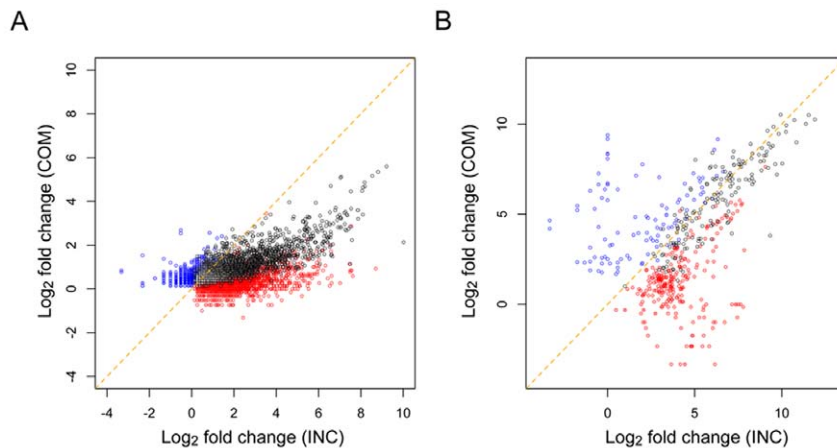 A
B
10
8
6
4
2
0
-2
-4
Log2 fold change (COM)
-4 -2 0 2 4 6 8 10
Log2 fold change (INC)
10
5
0
Log2 fold change (COM)
0 5 10
Log2 fold change (INC)